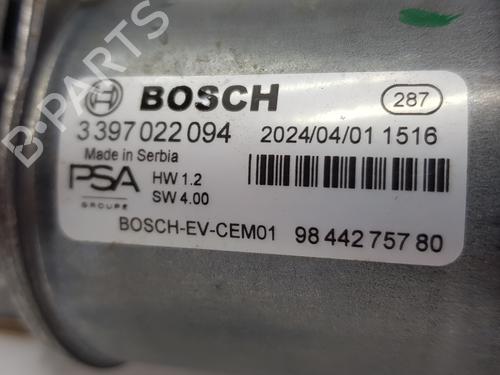 B-PARTS
BOSCH 287
3 397 022 094 2024/04/01 1516
Made in Serbia
PSA HW 1.2
GROUPE SW 4.00
BOSCH-EV-CEM01 98 442 757 80